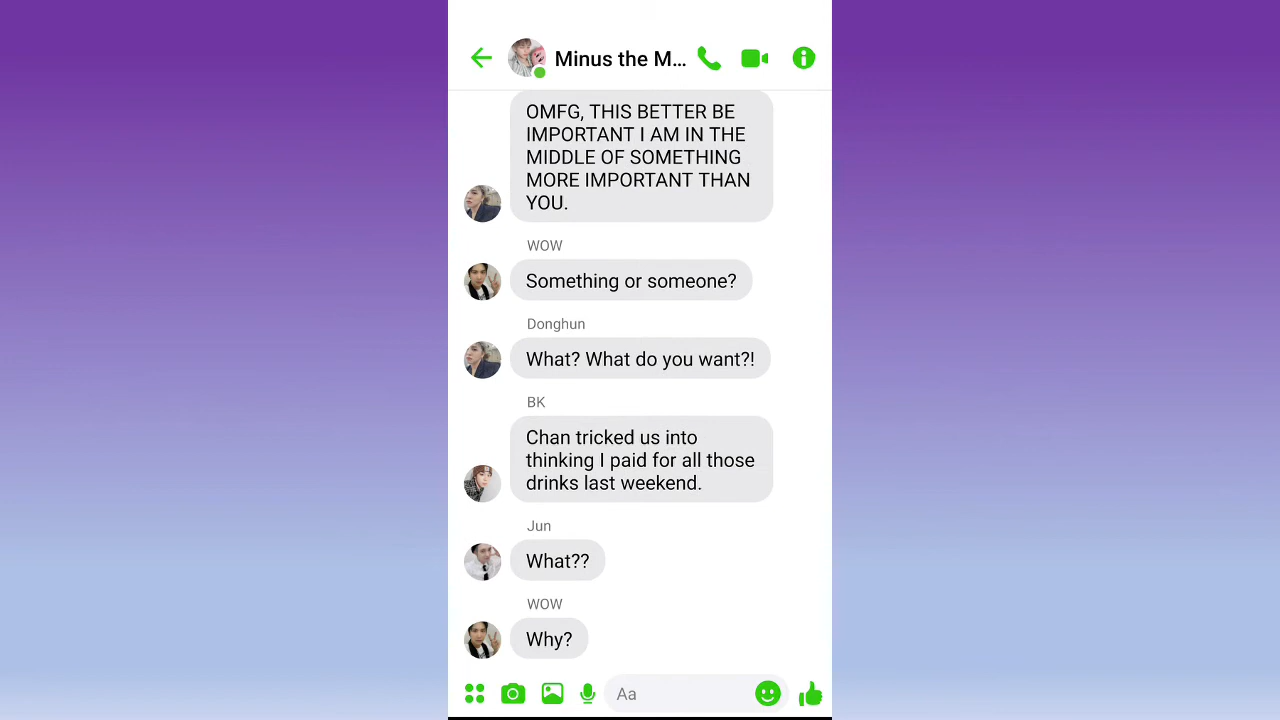 Minus the M...
OMFG, THIS BETTER BE
IMPORTANT I AM IN THE
MIDDLE OF SOMETHING
MORE IMPORTANT THAN
YOU.
WOW
Something or someone?
Donghun
What? What do you want?!
BK
Chan tricked us into
thinking I paid for all those
drinks last weekend.
Jun
What??
WOW
Why?
Aa